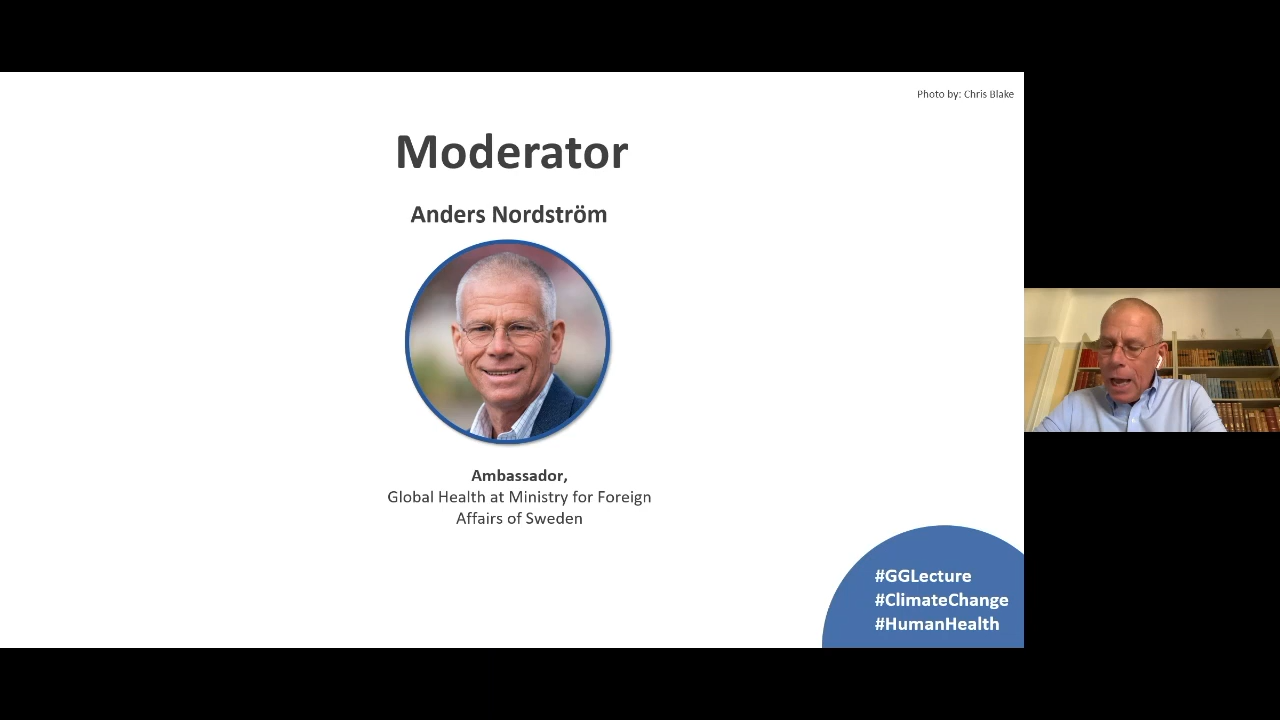 Photo by: Chris Blake
Moderator
Anders Nordström
Ambassador,
Global Health at Ministry for Foreign
Affairs of Sweden
#GGLecture
#ClimateChange
#HumanHealth